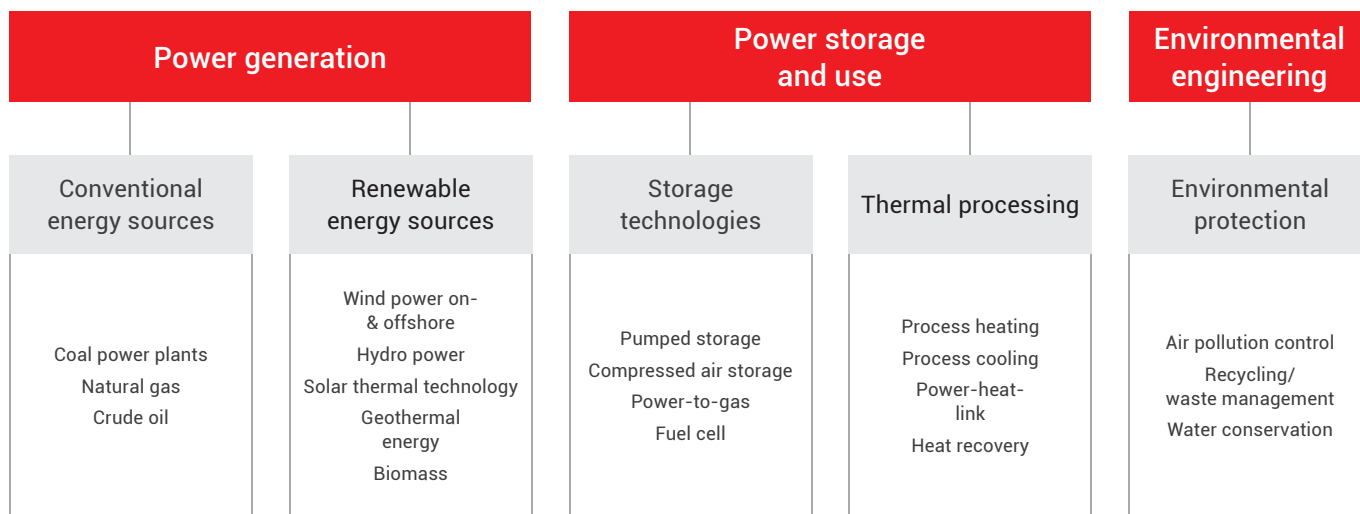 Power generation
Power storage
and use
Environmental
engineering
Conventional
energy sources
Renewable
energy sources
Storage
technologies
Thermal processing
Environmental
protection
Coal power plants
Natural gas
Crude oil
Wind power on-
& offshore
Hydro power
Solar thermal technology
Geothermal
energy
Biomass
Pumped storage
Compressed air storage
Power-to-gas
Fuel cell
Process heating
Process cooling
Power-heat-
link
Heat recovery
Air pollution control
Recycling/
waste management
Water conservation